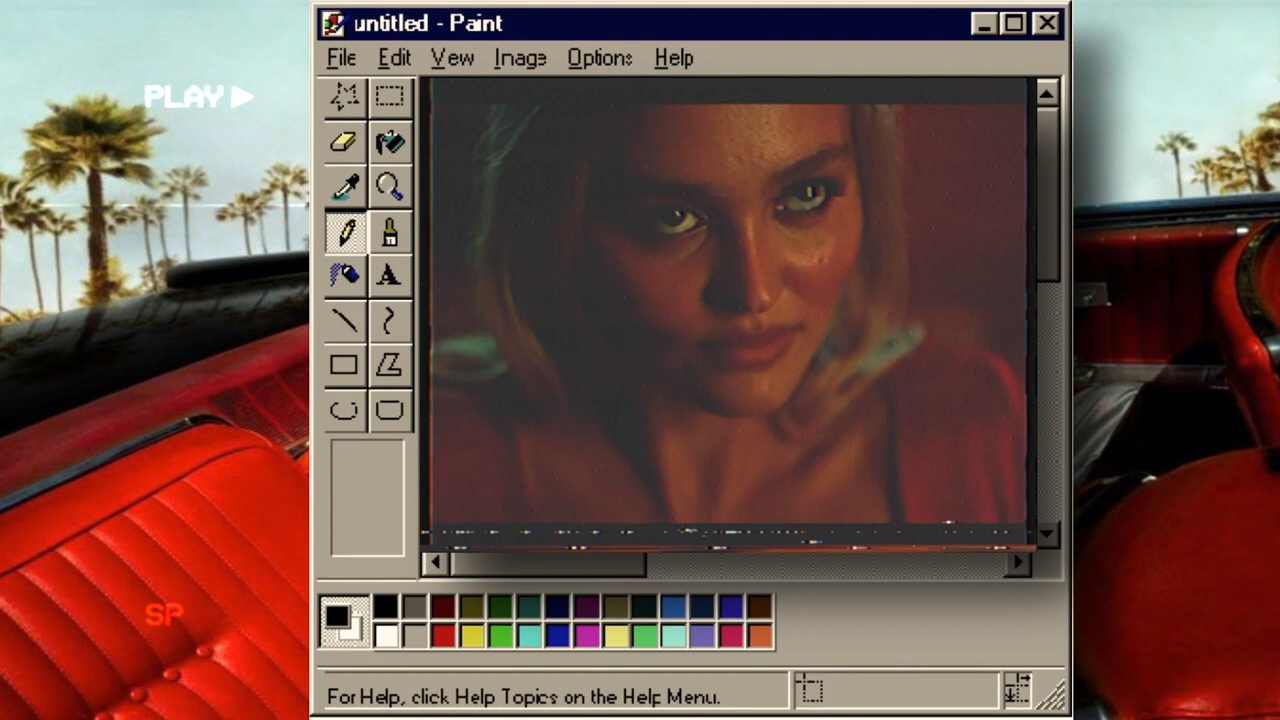 untitled - Paint
File Edit View Image Options Help
PLAY
SP
For Help, click Help Topics on the Help Menu.